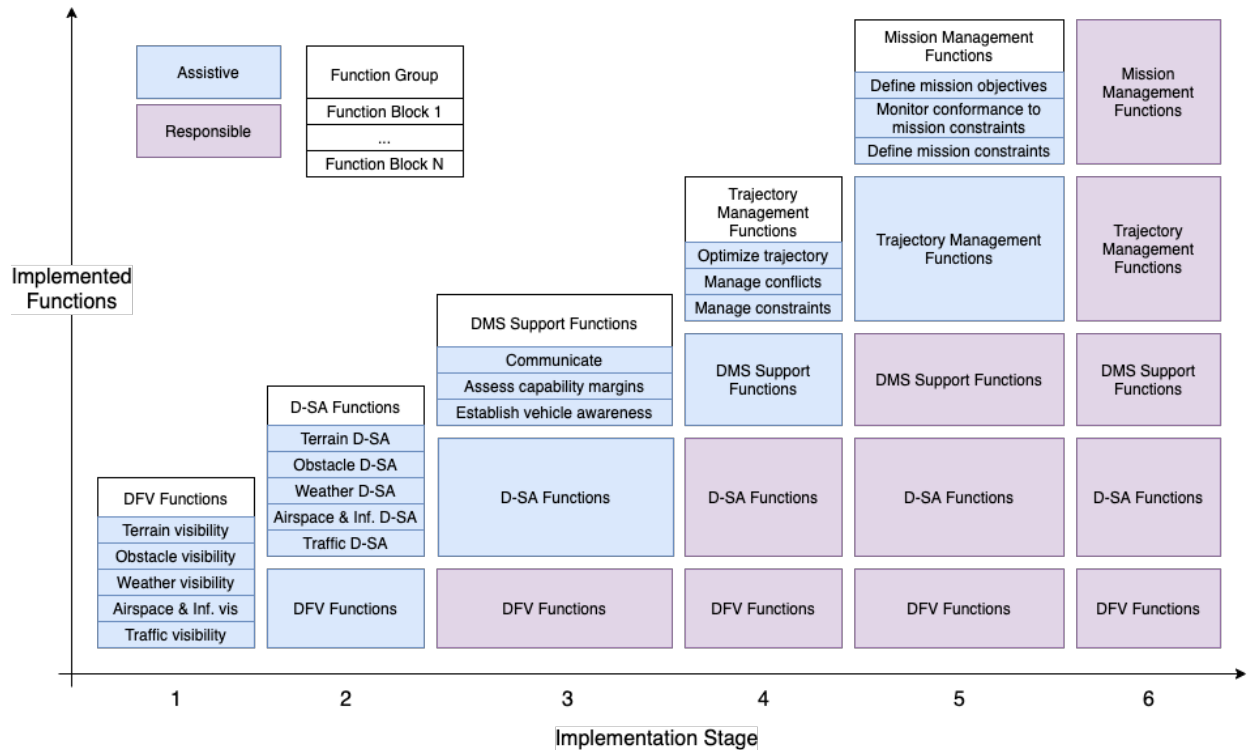 Assistive
Responsible
Function Group
Function Block 1
...
Function Block N
Implemented
Functions
DFV Functions
Terrain visibility
Obstacle visibility
Weather visibility
Airspace & Inf. vis
Traffic visibility
D-SA Functions
Terrain D-SA
Obstacle D-SA
Weather D-SA
Airspace & Inf. D-SA
Traffic D-SA
DFV Functions
DMS Support Functions
Communicate
Assess capability margins
Establish vehicle awareness
D-SA Functions
DFV Functions
Trajectory
Management
Functions
Optimize trajectory
Manage conflicts
Manage constraints
DMS Support
Functions
D-SA Functions
DFV Functions
Mission Management
Functions
Define mission objectives
Monitor conformance to
mission constraints
Define mission constraints
Trajectory Management
Functions
DMS Support Functions
D-SA Functions
DFV Functions
Mission
Management
Functions
Trajectory
Management
Functions
DMS Support
Functions
D-SA Functions
DFV Functions
1
2
3
4
5
6
Implementation Stage